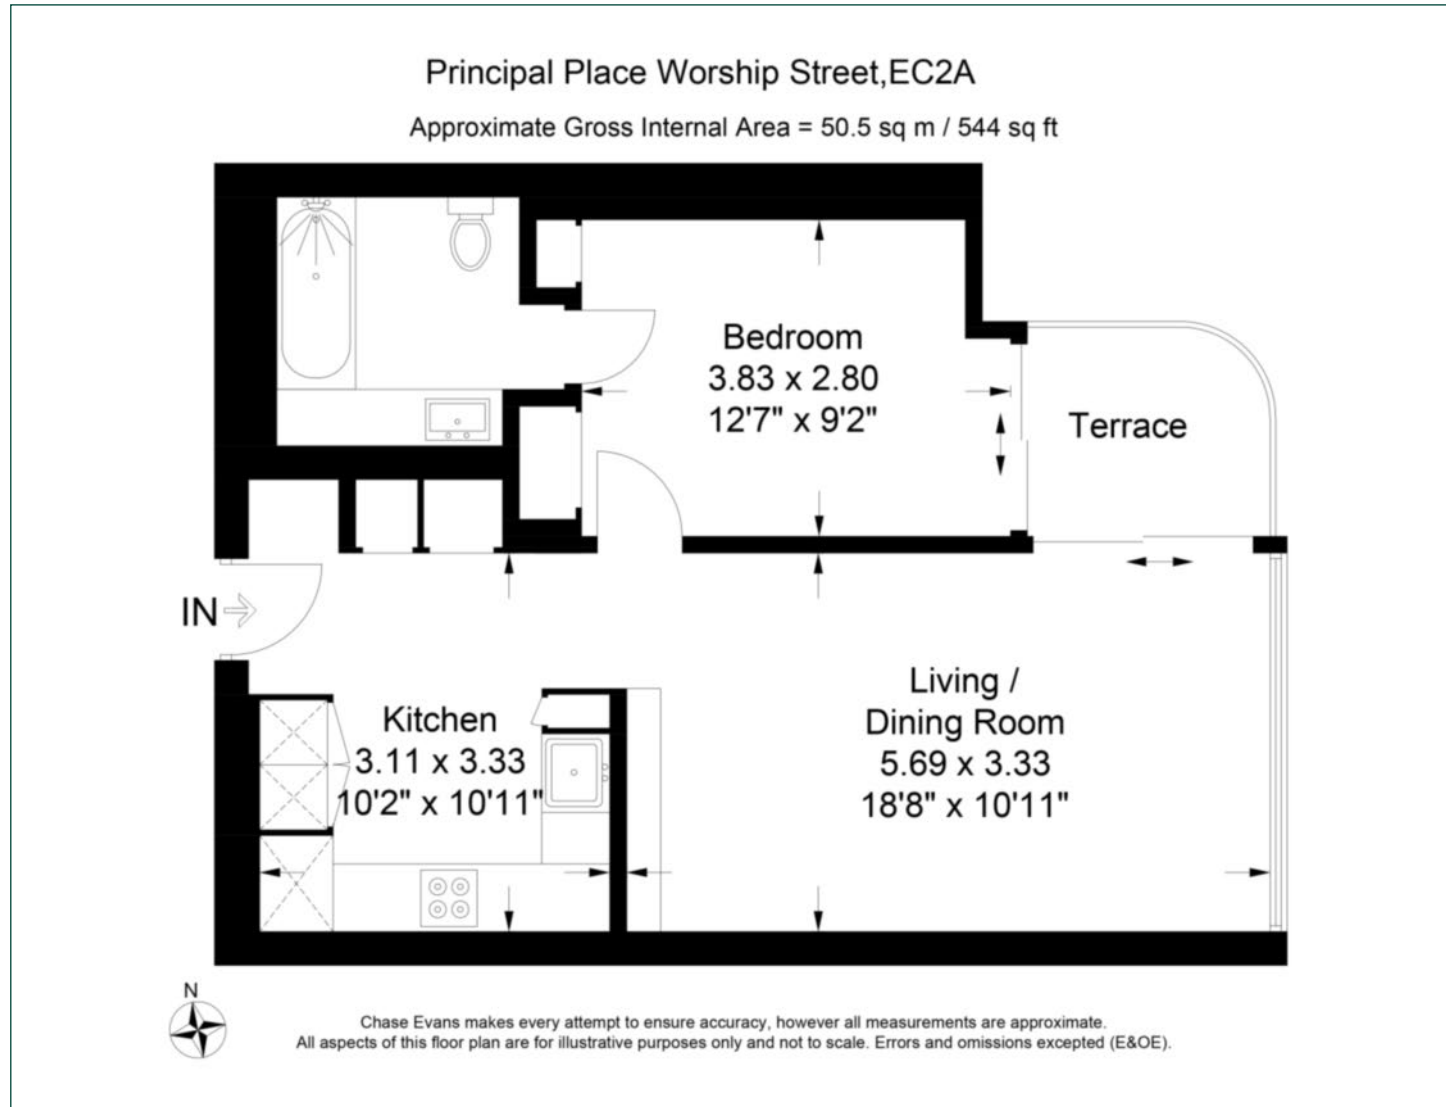 Principal Place Worship Street,EC2A
Approximate Gross Internal Area = 50.5 sq m / 544 sq ft
Bedroom
3.83 x 2.80
12'7" x 9'2"
Terrace
IN
Kitchen
3.11 x 3.33
10'2" x 10'11"
Living /
Dining Room
5.69 x 3.33
18'8" x 10'11"
N
Chase Evans makes every attempt to ensure accuracy, however all measurements are approximate.
All aspects of this floor plan are for illustrative purposes only and not to scale. Errors and omissions excepted (E&OE).